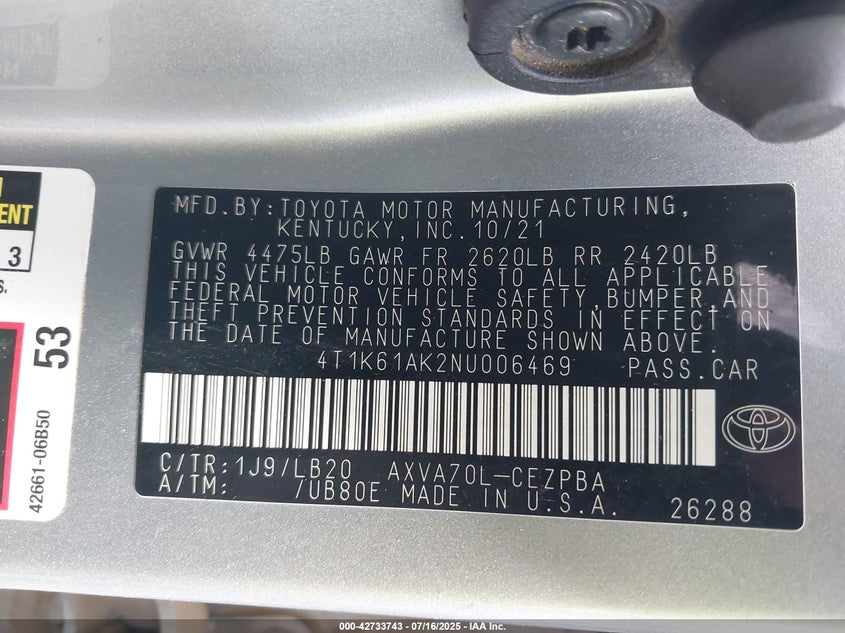 ENT
3
S.
53
42661-06B50
MFD.BY:TOYOTA MOTOR MANUFACTURING,
KENTUCKY,INC.10/21
GVWR 4475LB GAWR FR 2620LB RR 2420LB
THIS VEHICLE CONFORMS TO ALL APPLICABLE
FEDERAL MOTOR VEHICLE SAFETY,BUMPER,AND
THEFT PREVENTION STANDARDS IN EFFECT ON
THE DATE OF MANUFACTURE SHOWN ABOVE.
4T1K61AK2NU006469 PASS.CAR
C/TR:1J9/LB20 AXVA70L-CEZPBA
A/TM: /UB80E MADE IN U.S.A. 26288
000-42733743 - 07/16/2025 - IAA Inc.